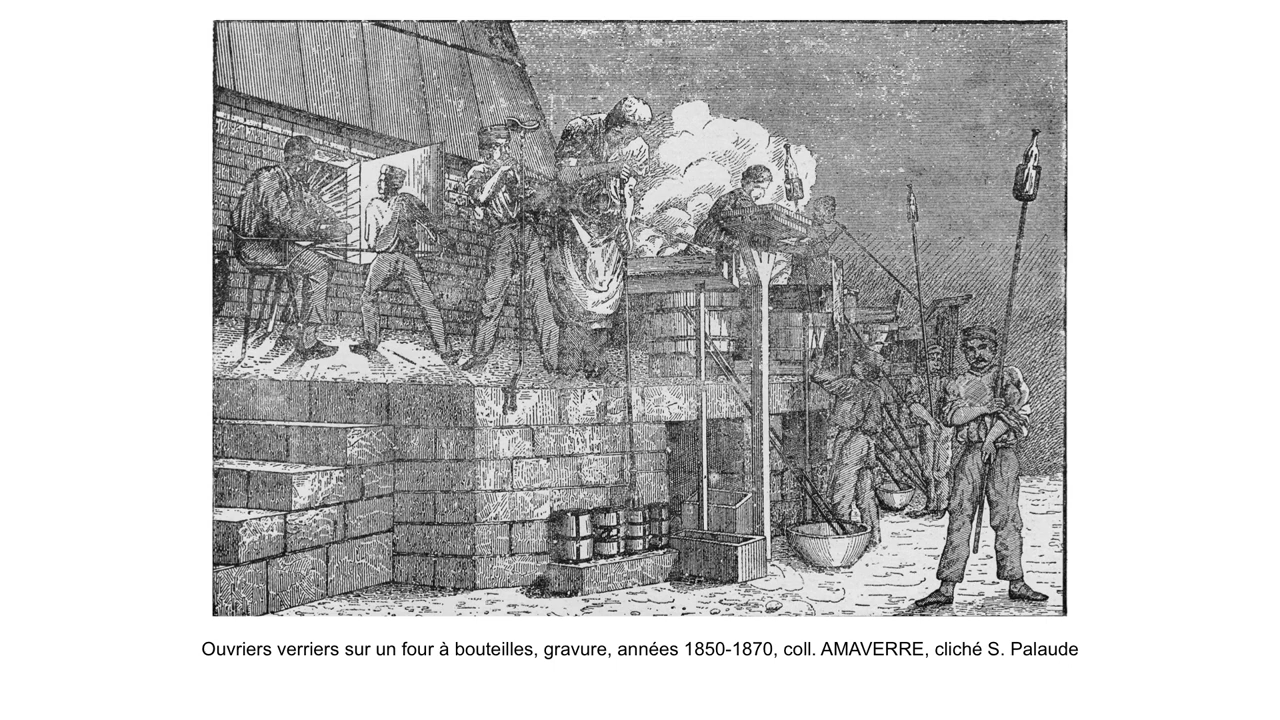 Ouvriers verriers sur un four à bouteilles, gravure, années 1850-1870, coll. AMAVERRE, cliché S. Palaude